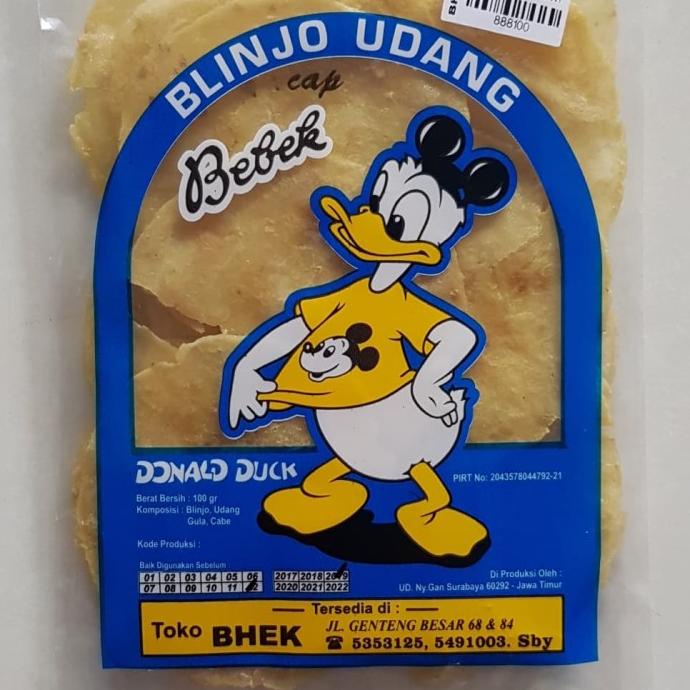 888100
BLINJO UDANG
cap
Bebek
DONALD DUCK
PIRT No: 2043578044792-21
Berat Bersih : 100 gr
Komposisi : Blinjo, Udang
Gula, Cabe
Kode Produksi :
Baik Digunakan Sebelum
01 02 03 04 05 06 2017 2018 2019
07 08 09 10 11 2020 2021 2022
Di Produksi Oleh :
UD. Ny.Gan Surabaya 60292 - Jawa Timur
Tersedia di :
Toko BHEK
JL. GENTENG BESAR 68 & 84
☎ 5353125, 5491003. Sby